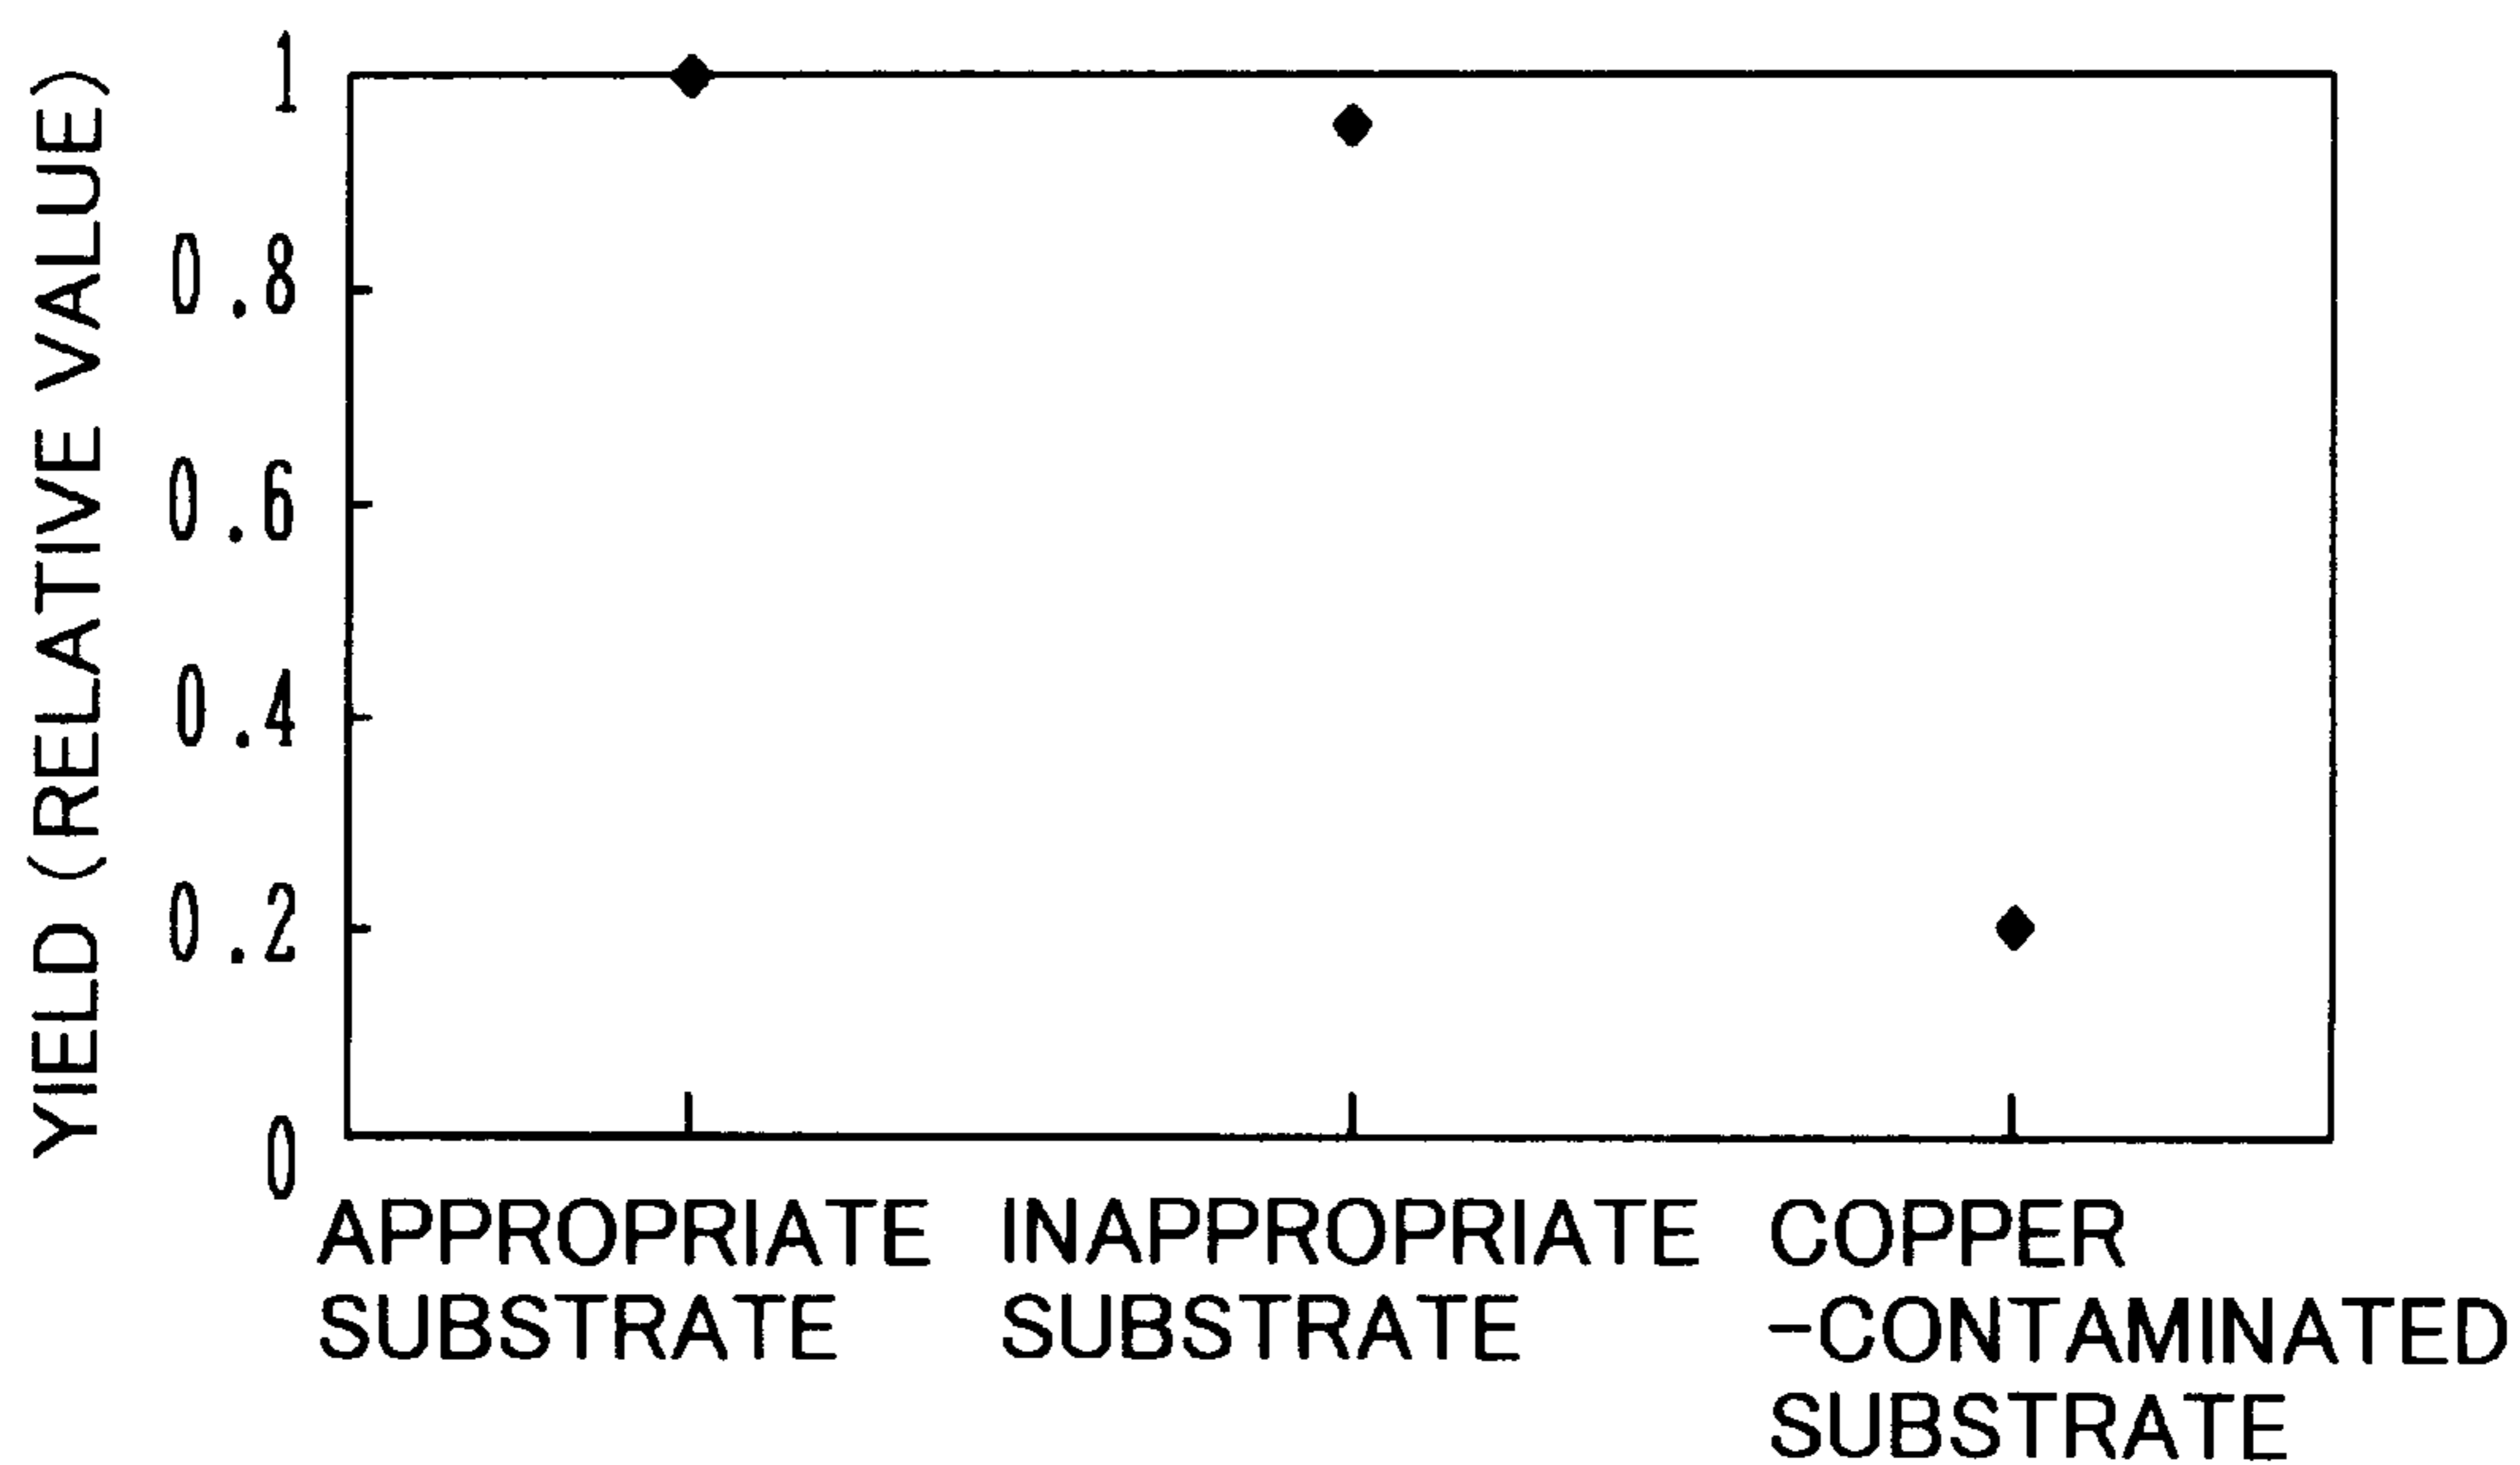 YIELD (RELATIVE VALUE)
1
0.8
0.6
0.4
0.2
0
APPROPRIATE
SUBSTRATE
INAPPROPRIATE
SUBSTRATE
COPPER
-CONTAMINATED
SUBSTRATE